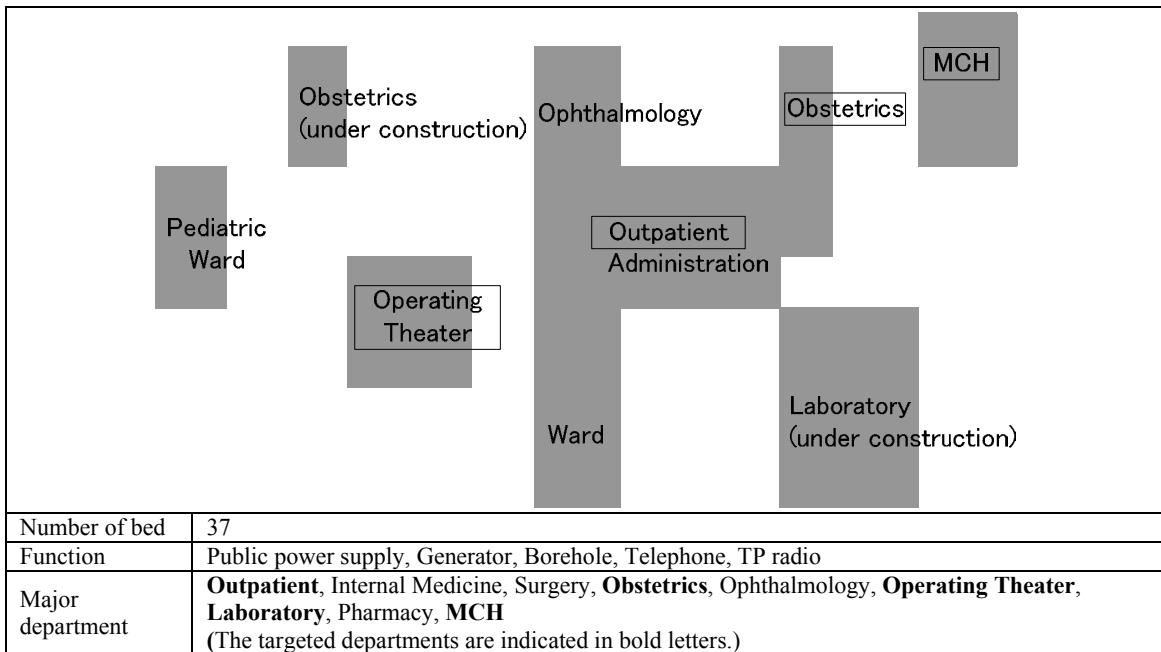 MCH
Obstetrics
(under construction)
Ophthalmology
Obstetrics
Pediatric
Ward
Outpatient
Administration
Operating
Theater
Ward
Laboratory
(under construction)
Number of bed 37
Function Public power supply, Generator, Borehole, Telephone, TP radio
Major
department
Outpatient, Internal Medicine, Surgery, Obstetrics, Ophthalmology, Operating Theater,
Laboratory, Pharmacy, MCH
(The targeted departments are indicated in bold letters.)